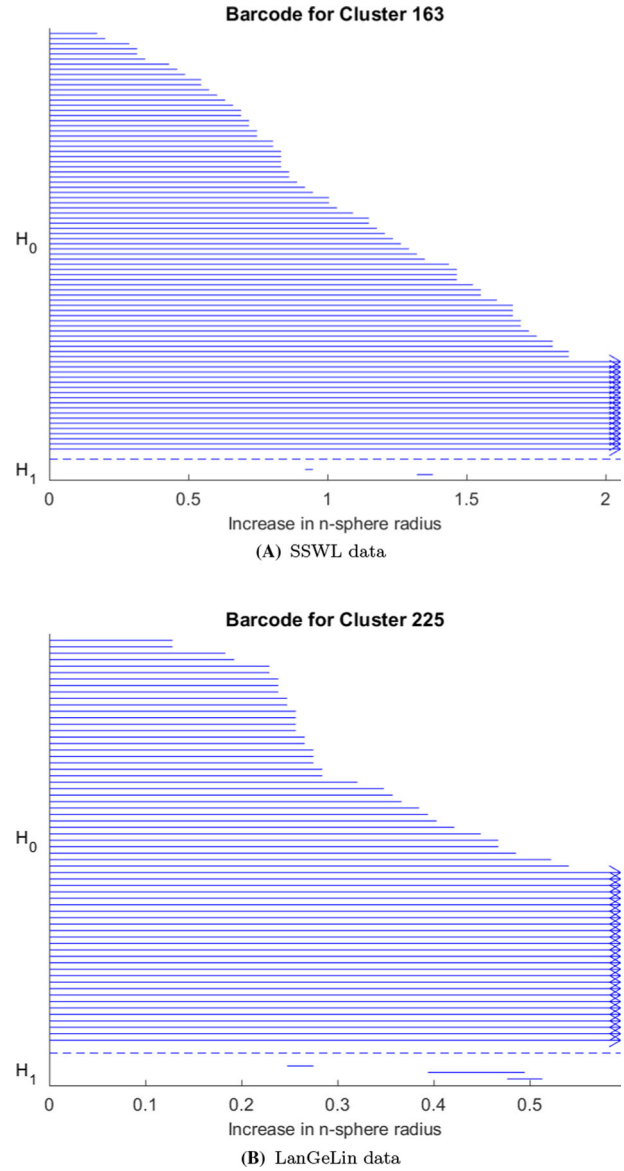 Barcode for Cluster 163
H0
H1
0 0.5 1 1.5 2
Increase in n-sphere radius
(A) SSWL data
Barcode for Cluster 225
H0
H1
0 0.1 0.2 0.3 0.4 0.5
Increase in n-sphere radius
(B) LanGeLin data